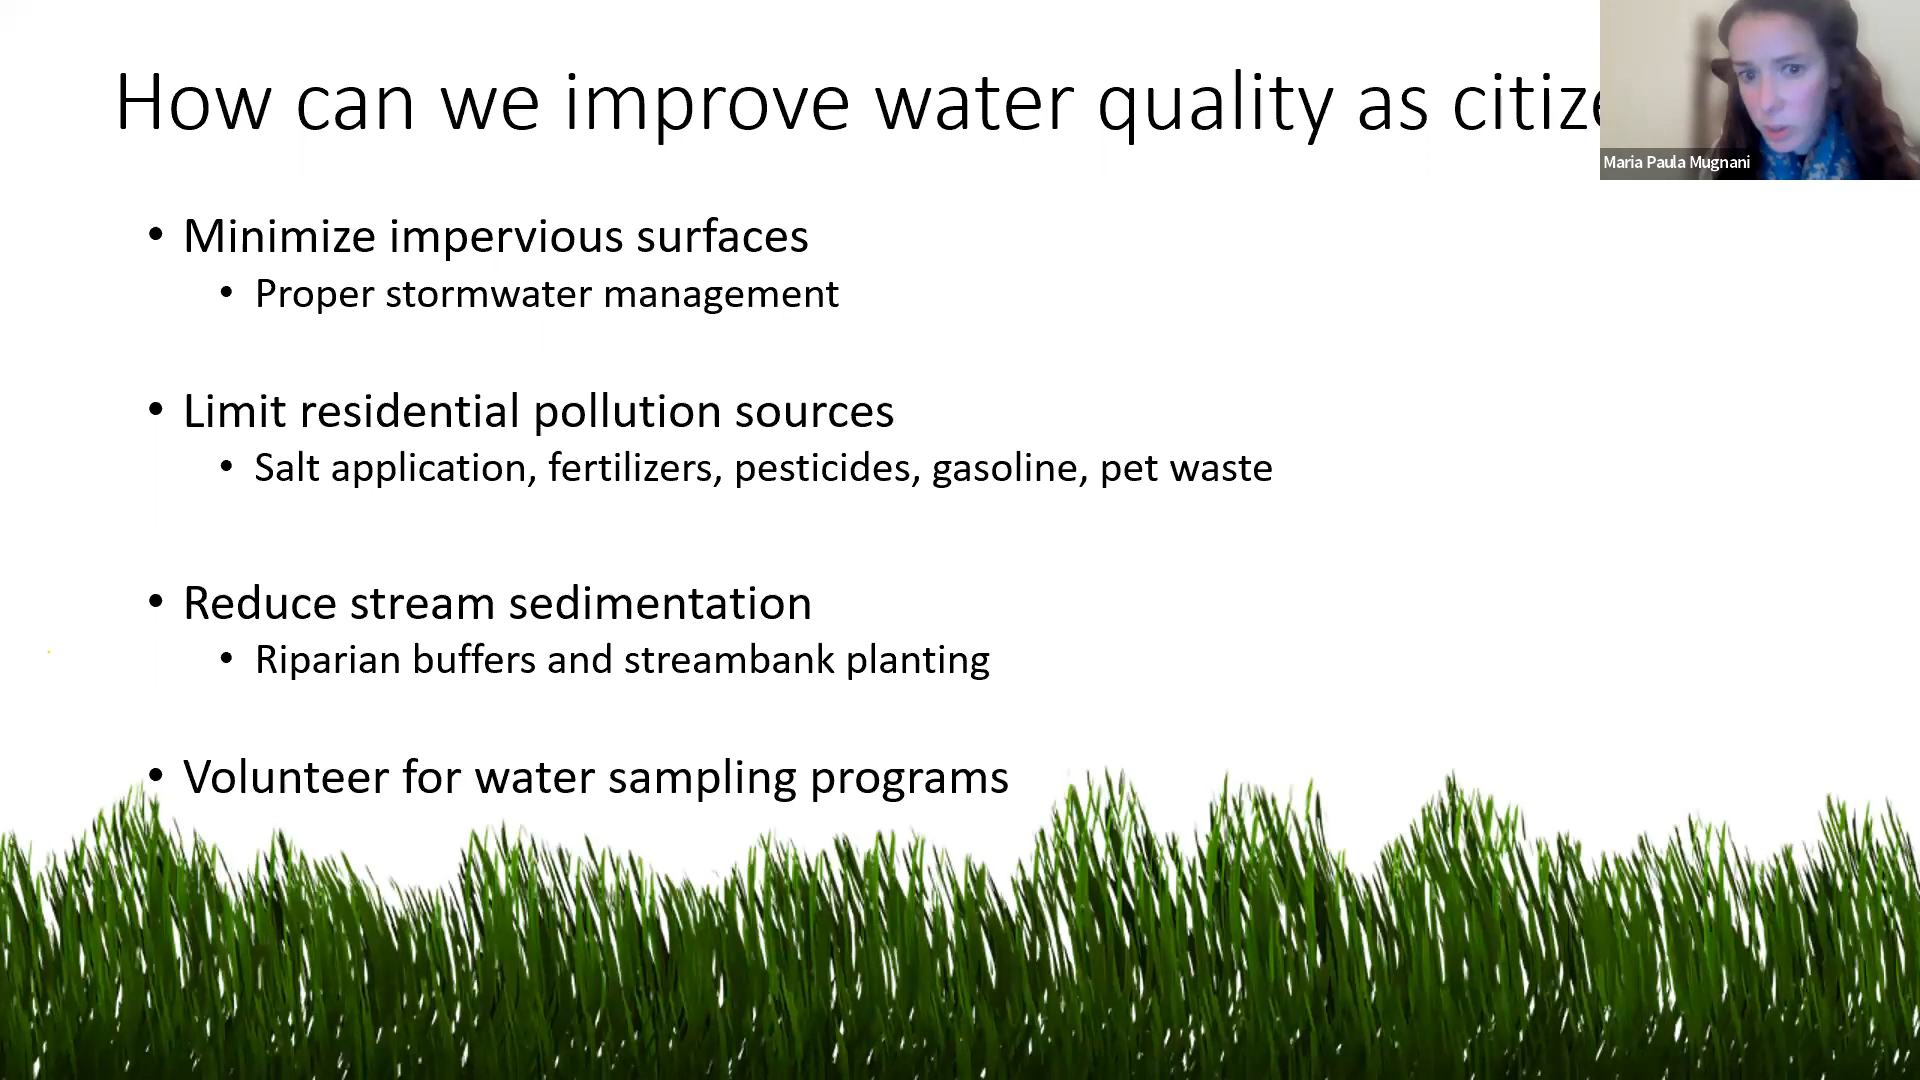 How can we improve water quality as
• Minimize impervious surfaces
• Proper stormwater management
• Limit residential pollution sources
• Salt application, fertilizers, pesticides, gasoline, pet waste
• Reduce stream sedimentation
• Riparian buffers and streambank planting
• Volunteer for water sampling programs
Maria Paula Mugnani